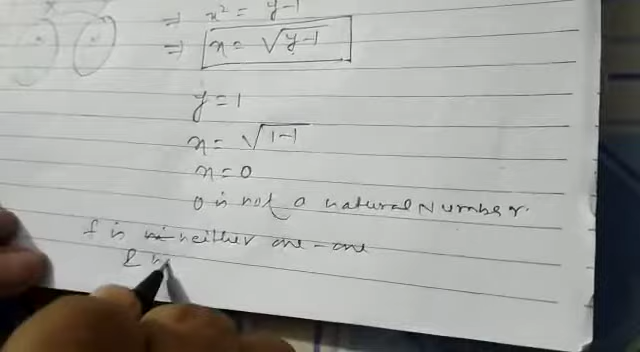 ⇒ x² = y-1
⇒ x = √y-1
y = 1
x = √1-1
x = 0
0 is not a natural Number.
f is neither one-one